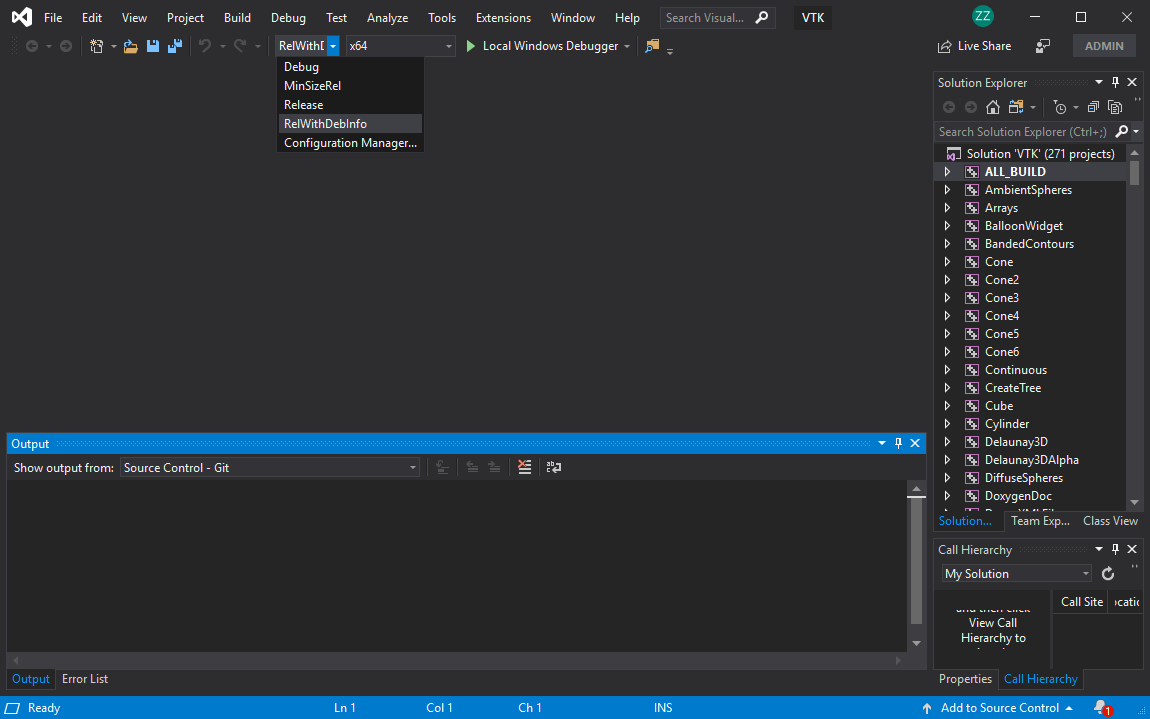 File Edit View Project Build Debug Test Analyze Tools Extensions Window Help Search Visual... VTK ZZ
RelWithD x64 Local Windows Debugger Live Share ADMIN
Debug
MinSizeRel
Release
RelWithDebInfo
Configuration Manager...
Solution Explorer
Search Solution Explorer (Ctrl+;)
Solution 'VTK' (271 projects)
ALL_BUILD
AmbientSpheres
Arrays
BalloonWidget
BandedContours
Cone
Cone2
Cone3
Cone4
Cone5
Cone6
Continuous
CreateTree
Cube
Cylinder
Delaunay3D
Delaunay3DAlpha
DiffuseSpheres
DoxygenDoc
Solution... Team Exp... Class View
Output
Show output from: Source Control - Git
Output Error List
Call Hierarchy
My Solution
and then click
View Call
Hierarchy to
Call Site
Properties Call Hierarchy
Ready Ln 1 Col 1 Ch 1 INS Add to Source Control 1